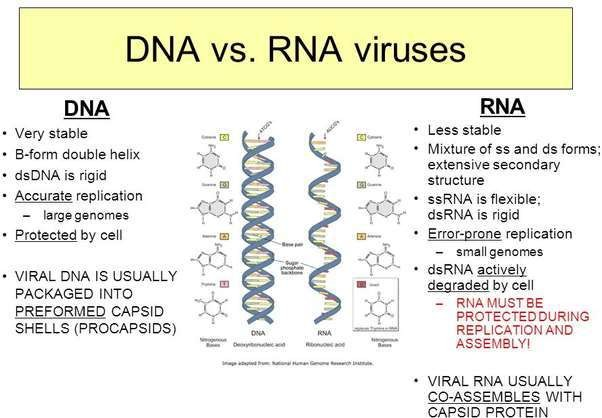 DNA vs. RNA viruses
DNA
• Very stable
• B-form double helix
• dsDNA is rigid
• Accurate replication
– large genomes
• Protected by cell
• VIRAL DNA IS USUALLY
PACKAGED INTO
PREFORMED CAPSID
SHELLS (PROCAPSIDS)
Cytosine C
Guanine G
Adenine A
Thymine T
Nitrogenous
Bases
Base pair
Sugar
phosphate
backbone
DNA
Deoxyribonucleic acid
RNA
Ribonucleic acid
C Cytosine
G Guanine
A Adenine
Uracil
replaces Thymine in RNA
Nitrogenous
Bases
Image adapted from: National Human Genome Research Institute.
RNA
• Less stable
• Mixture of ss and ds forms;
extensive secondary
structure
• ssRNA is flexible;
dsRNA is rigid
• Error-prone replication
– small genomes
• dsRNA actively
degraded by cell
– RNA MUST BE
PROTECTED DURING
REPLICATION AND
ASSEMBLY!
• VIRAL RNA USUALLY
CO-ASSEMBLES WITH
CAPSID PROTEIN